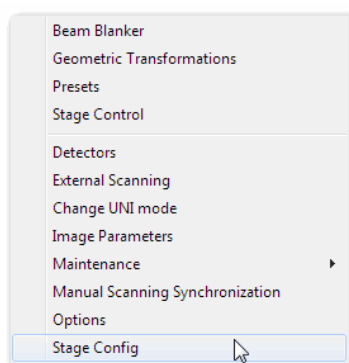 Beam Blanker
Geometric Transformations
Presets
Stage Control
Detectors
External Scanning
Change UNI mode
Image Parameters
Maintenance
Manual Scanning Synchronization
Options
Stage Config